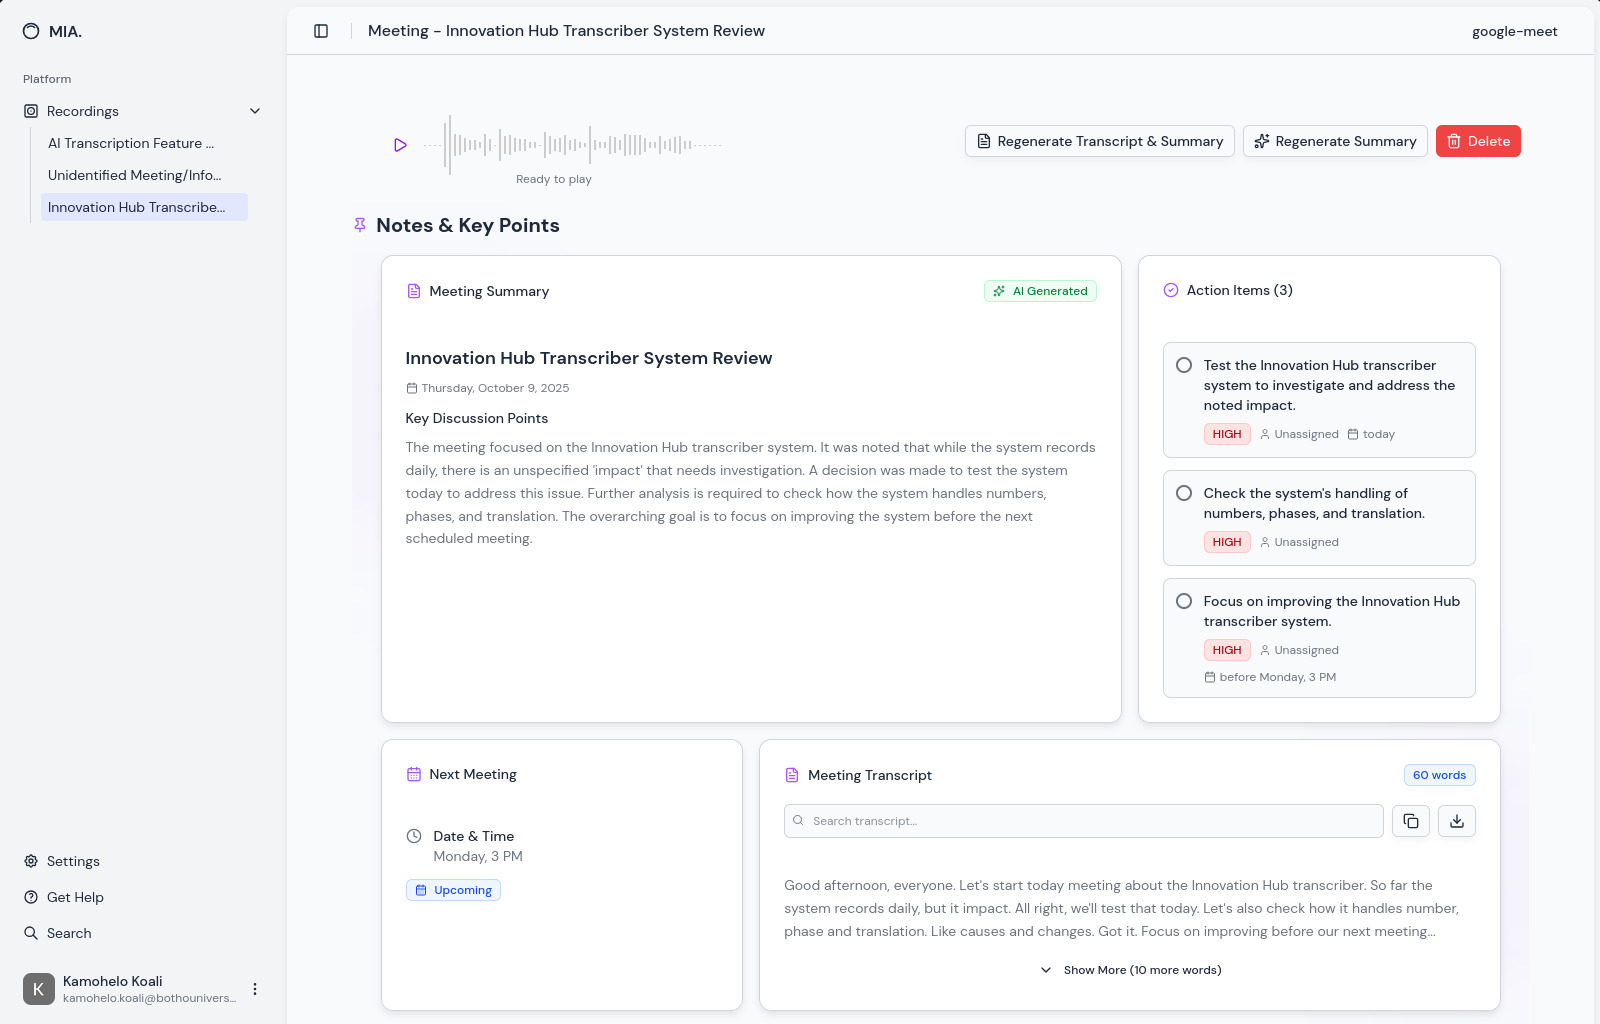 MIA.
Platform
Recordings
AI Transcription Feature ...
Unidentified Meeting/Info...
Innovation Hub Transcribe...
Settings
Get Help
Search
K
Kamohelo Koali
kamohelo.koali@bothounivers...
Meeting - Innovation Hub Transcriber System Review
google-meet
Ready to play
Regenerate Transcript & Summary
Regenerate Summary
Delete
Notes & Key Points
Meeting Summary
AI Generated
Innovation Hub Transcriber System Review
Thursday, October 9, 2025
Key Discussion Points
The meeting focused on the Innovation Hub transcriber system. It was noted that while the system records
daily, there is an unspecified 'impact' that needs investigation. A decision was made to test the system
today to address this issue. Further analysis is required to check how the system handles numbers,
phases, and translation. The overarching goal is to focus on improving the system before the next
scheduled meeting.
Action Items (3)
Test the Innovation Hub transcriber
system to investigate and address the
noted impact.
HIGH Unassigned today
Check the system's handling of
numbers, phases, and translation.
HIGH Unassigned
Focus on improving the Innovation Hub
transcriber system.
HIGH Unassigned
before Monday, 3 PM
Next Meeting
Date & Time
Monday, 3 PM
Upcoming
Meeting Transcript
60 words
Search transcript...
Good afternoon, everyone. Let's start today meeting about the Innovation Hub transcriber. So far the
system records daily, but it impact. All right, we'll test that today. Let's also check how it handles number,
phase and translation. Like causes and changes. Got it. Focus on improving before our next meeting...
Show More (10 more words)